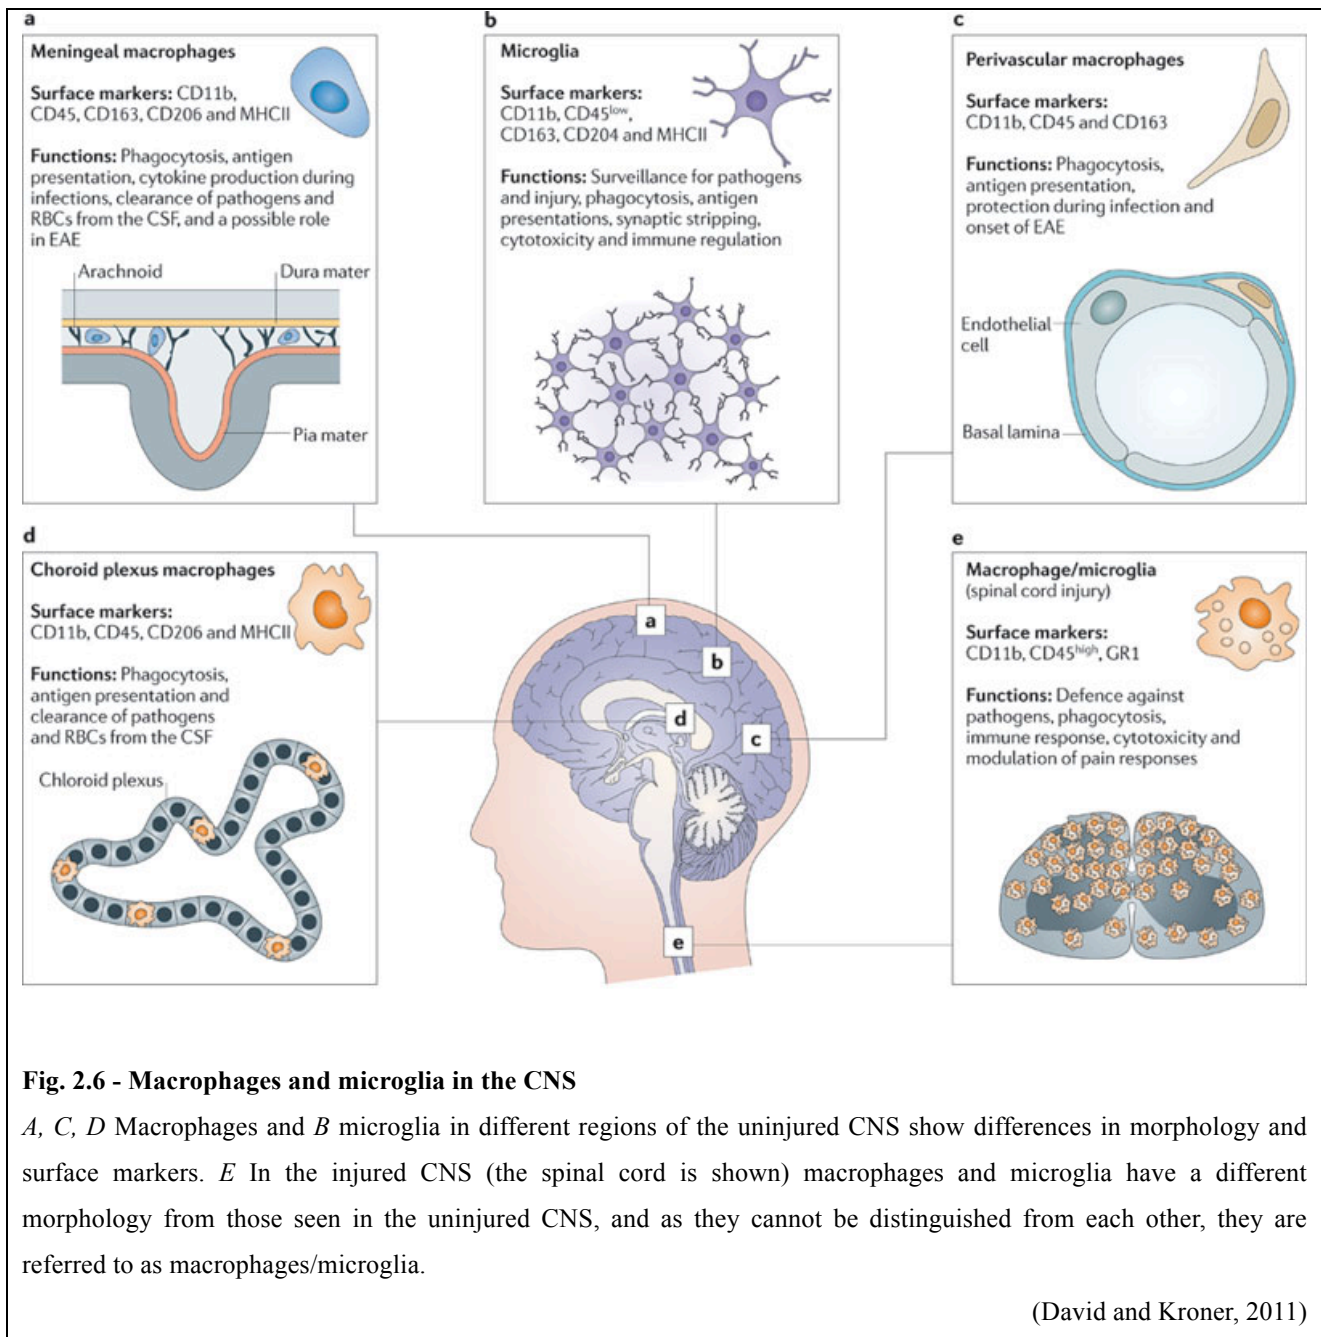 a
Meningeal macrophages
Surface markers: CD11b,
CD45, CD163, CD206 and MHCII
Functions: Phagocytosis, antigen
presentation, cytokine production during
infections, clearance of pathogens and
RBCs from the CSF, and a possible role
in EAE
Arachnoid
Dura mater
Pia mater
b
Microglia
Surface markers:
CD11b, CD45low,
CD163, CD204 and MHCII
Functions: Surveillance for pathogens
and injury, phagocytosis, antigen
presentations, synaptic stripping,
cytotoxicity and immune regulation
c
Perivascular macrophages
Surface markers:
CD11b, CD45 and CD163
Functions: Phagocytosis,
antigen presentation,
protection during infection and
onset of EAE
Endothelial
cell
Basal lamina
d
Choroid plexus macrophages
Surface markers:
CD11b, CD45, CD206 and MHCII
Functions: Phagocytosis,
antigen presentation and
clearance of pathogens
and RBCs from the CSF
Chloroid plexus
a
b
d
c
e
e
Macrophage/microglia
(spinal cord injury)
Surface markers:
CD11b, CD45high, GR1
Functions: Defence against
pathogens, phagocytosis,
immune response, cytotoxicity and
modulation of pain responses
Fig. 2.6 - Macrophages and microglia in the CNS
A, C, D Macrophages and B microglia in different regions of the uninjured CNS show differences in morphology and
surface markers. E In the injured CNS (the spinal cord is shown) macrophages and microglia have a different
morphology from those seen in the uninjured CNS, and as they cannot be distinguished from each other, they are
referred to as macrophages/microglia.
(David and Kroner, 2011)